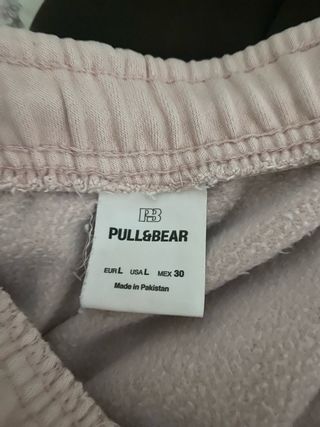 PB
PULL&BEAR
EUR L USA L MEX 30
Made in Pakistan